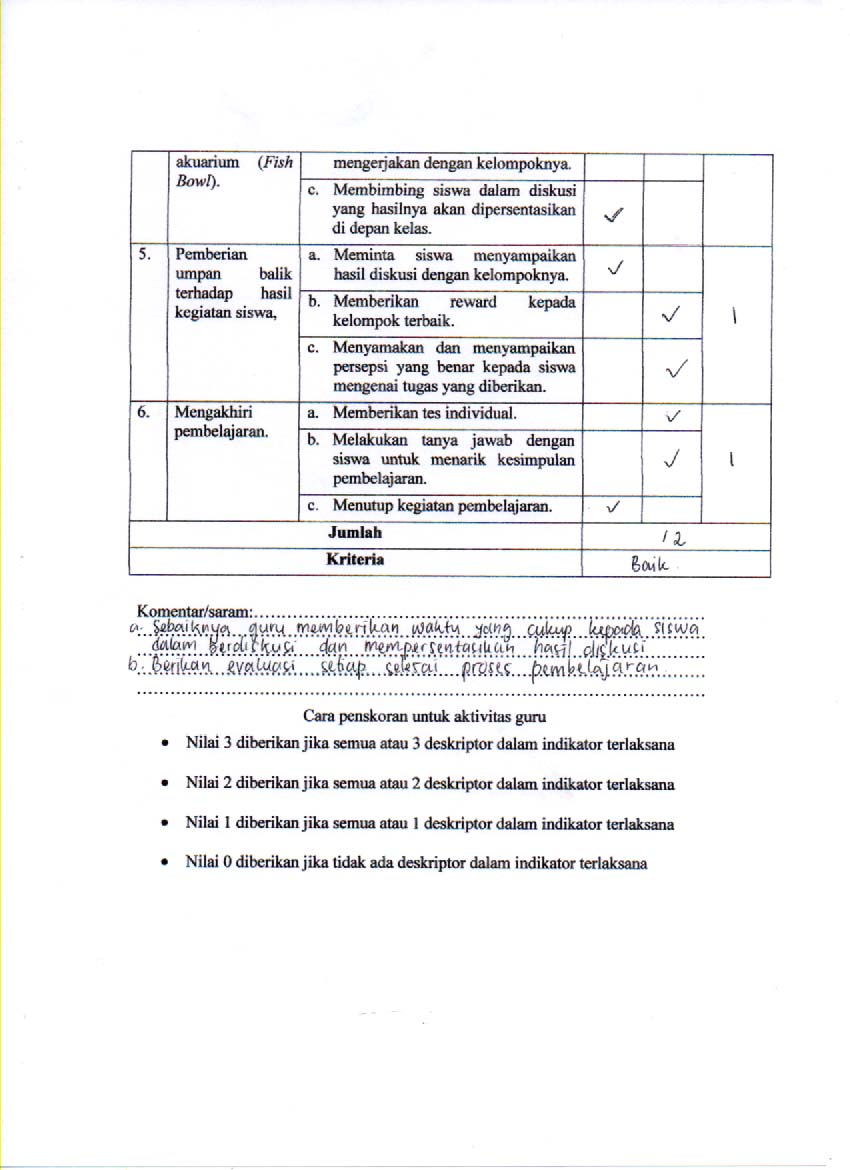 akuarium (Fish
Bowl).
mengerjakan dengan kelompoknya.
c. Membimbing siswa dalam diskusi
yang hasilnya akan dipersentasikan
di depan kelas.
✓
5.
Pemberian
umpan balik
terhadap hasil
kegiatan siswa,
a. Meminta siswa menyampaikan
hasil diskusi dengan kelompoknya.
✓
b. Memberikan reward kepada
kelompok terbaik.
✓
1
c. Menyamakan dan menyampaikan
persepsi yang benar kepada siswa
mengenai tugas yang diberikan.
✓
6.
Mengakhiri
pembelajaran.
a. Memberikan tes individual.
✓
b. Melakukan tanya jawab dengan
siswa untuk menarik kesimpulan
pembelajaran.
✓
1
c. Menutup kegiatan pembelajaran.
✓
Jumlah 12
Kriteria Baik
Komentar/saram:
a. Sebaiknya guru memberikan waktu yang cukup kepada siswa
dalam berdiskusi dan mempersentasikan hasil diskusi
b. Berikan evaluasi setiap selesai proses pembelajaran
Cara penskoran untuk aktivitas guru
• Nilai 3 diberikan jika semua atau 3 deskriptor dalam indikator terlaksana
• Nilai 2 diberikan jika semua atau 2 deskriptor dalam indikator terlaksana
• Nilai 1 diberikan jika semua atau 1 deskriptor dalam indikator terlaksana
• Nilai 0 diberikan jika tidak ada deskriptor dalam indikator terlaksana